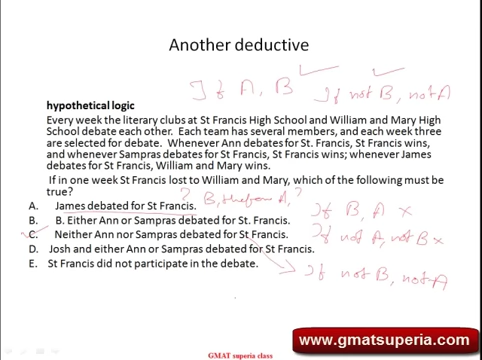 Another deductive
If A, B
If not B, not A
hypothetical logic
Every week the literary clubs at St Francis High School and William and Mary High
School debate each other. Each team has several members, and each week three
are selected for debate. Whenever Ann debates for St. Francis, St Francis wins,
and whenever Sampras debates for St Francis, St Francis wins; whenever James
debates for St Francis, William and Mary wins.
If in one week St Francis lost to William and Mary, which of the following must be
true?
? B, therefore A, ?
A. James debated for St Francis.
If B, A ×
B. B. Either Ann or Sampras debated for St. Francis.
If not A, not B ×
C. Neither Ann nor Sampras debated for St Francis.
D. Josh and either Ann or Sampras debated for St Francis
If not B, not A
E. St Francis did not participate in the debate.
www.gmatsuperia.com
GMAT superia class